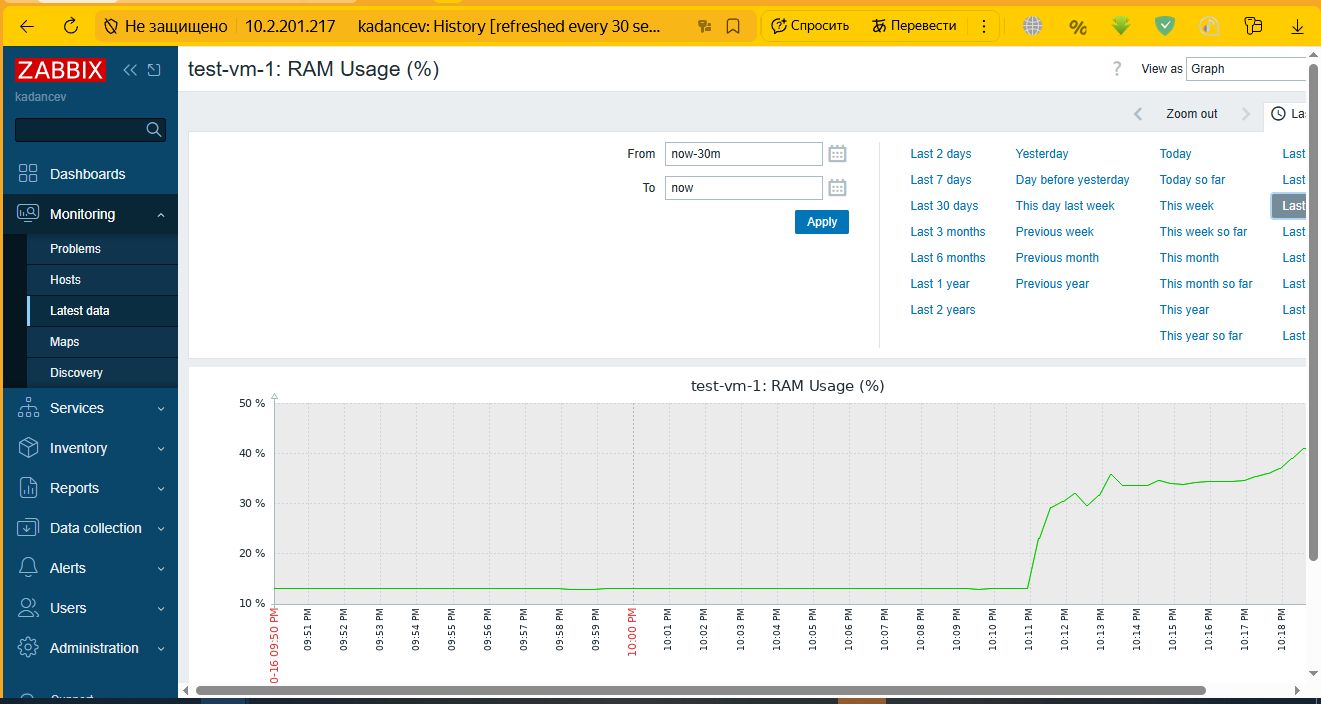 Не защищено 10.2.201.217 kadancev: History [refreshed every 30 se... Спросить Перевести
ZABBIX
kadancev
Dashboards
Monitoring
Problems
Hosts
Latest data
Maps
Discovery
Services
Inventory
Reports
Data collection
Alerts
Users
Administration
test-vm-1: RAM Usage (%)
? View as Graph
Zoom out
From now-30m
To now
Apply
Last 2 days Yesterday Today Last
Last 7 days Day before yesterday Today so far Last
Last 30 days This day last week This week Last
Last 3 months Previous week This week so far Last
Last 6 months Previous month This month Last
Last 1 year Previous year This month so far Last
Last 2 years This year Last
This year so far Last
test-vm-1: RAM Usage (%)
50 %
40 %
30 %
20 %
10 %
0-16 09:50 PM
09:51 PM
09:52 PM
09:53 PM
09:54 PM
09:55 PM
09:56 PM
09:57 PM
09:58 PM
09:59 PM
10:00 PM
10:01 PM
10:02 PM
10:03 PM
10:04 PM
10:05 PM
10:06 PM
10:07 PM
10:08 PM
10:09 PM
10:10 PM
10:11 PM
10:12 PM
10:13 PM
10:14 PM
10:15 PM
10:16 PM
10:17 PM
10:18 PM